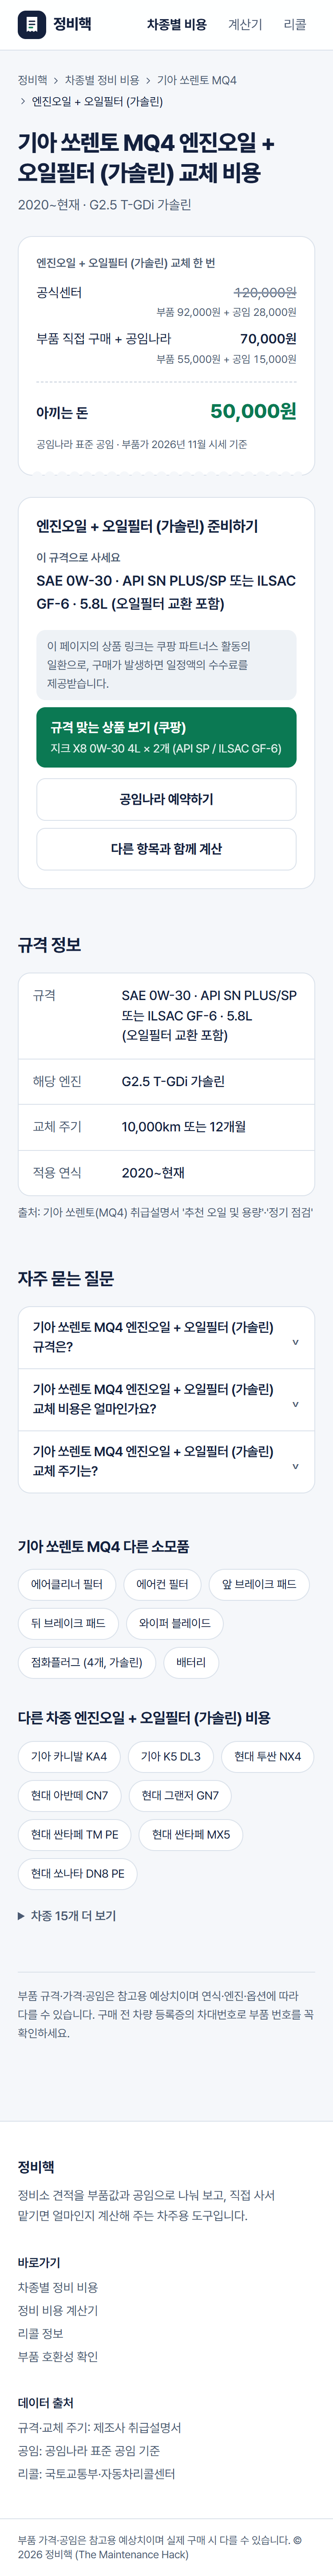 정비핵
차종별 비용
계산기
리콜
정비핵 > 차종별 정비 비용 > 기아 쏘렌토 MQ4
> 엔진오일 + 오일필터 (가솔린)
기아 쏘렌토 MQ4 엔진오일 +
오일필터 (가솔린) 교체 비용
2020~현재 · G2.5 T-GDi 가솔린
엔진오일 + 오일필터 (가솔린) 교체 한 번
공식센터 120,000원
부품 92,000원 + 공임 28,000원
부품 직접 구매 + 공임나라 70,000원
부품 55,000원 + 공임 15,000원
아끼는 돈 50,000원
공임나라 표준 공임 · 부품가 2026년 11월 시세 기준
엔진오일 + 오일필터 (가솔린) 준비하기
이 규격으로 사세요
SAE 0W-30 · API SN PLUS/SP 또는 ILSAC
GF-6 · 5.8L (오일필터 교환 포함)
이 페이지의 상품 링크는 쿠팡 파트너스 활동의
일환으로, 구매가 발생하면 일정액의 수수료를
제공받습니다.
규격 맞는 상품 보기 (쿠팡)
지크 X8 0W-30 4L × 2개 (API SP / ILSAC GF-6)
공임나라 예약하기
다른 항목과 함께 계산
규격 정보
규격 SAE 0W-30 · API SN PLUS/SP
또는 ILSAC GF-6 · 5.8L
(오일필터 교환 포함)
해당 엔진 G2.5 T-GDi 가솔린
교체 주기 10,000km 또는 12개월
적용 연식 2020~현재
출처: 기아 쏘렌토(MQ4) 취급설명서 '추천 오일 및 용량'·'정기 점검'
자주 묻는 질문
기아 쏘렌토 MQ4 엔진오일 + 오일필터 (가솔린)
규격은?
기아 쏘렌토 MQ4 엔진오일 + 오일필터 (가솔린)
교체 비용은 얼마인가요?
기아 쏘렌토 MQ4 엔진오일 + 오일필터 (가솔린)
교체 주기는?
기아 쏘렌토 MQ4 다른 소모품
에어클리너 필터
에어컨 필터
앞 브레이크 패드
뒤 브레이크 패드
와이퍼 블레이드
점화플러그 (4개, 가솔린)
배터리
다른 차종 엔진오일 + 오일필터 (가솔린) 비용
기아 카니발 KA4
기아 K5 DL3
현대 투싼 NX4
현대 아반떼 CN7
현대 그랜저 GN7
현대 싼타페 TM PE
현대 싼타페 MX5
현대 쏘나타 DN8 PE
▶ 차종 15개 더 보기
부품 규격·가격·공임은 참고용 예상치이며 연식·엔진·옵션에 따라
다를 수 있습니다. 구매 전 차량 등록증의 차대번호로 부품 번호를 꼭
확인하세요.
정비핵
정비소 견적을 부품값과 공임으로 나눠 보고, 직접 사서
맡기면 얼마인지 계산해 주는 차주용 도구입니다.
바로가기
차종별 정비 비용
정비 비용 계산기
리콜 정보
부품 호환성 확인
데이터 출처
규격·교체 주기: 제조사 취급설명서
공임: 공임나라 표준 공임 기준
리콜: 국토교통부·자동차리콜센터
부품 가격·공임은 참고용 예상치이며 실제 구매 시 다를 수 있습니다. ©
2026 정비핵 (The Maintenance Hack)